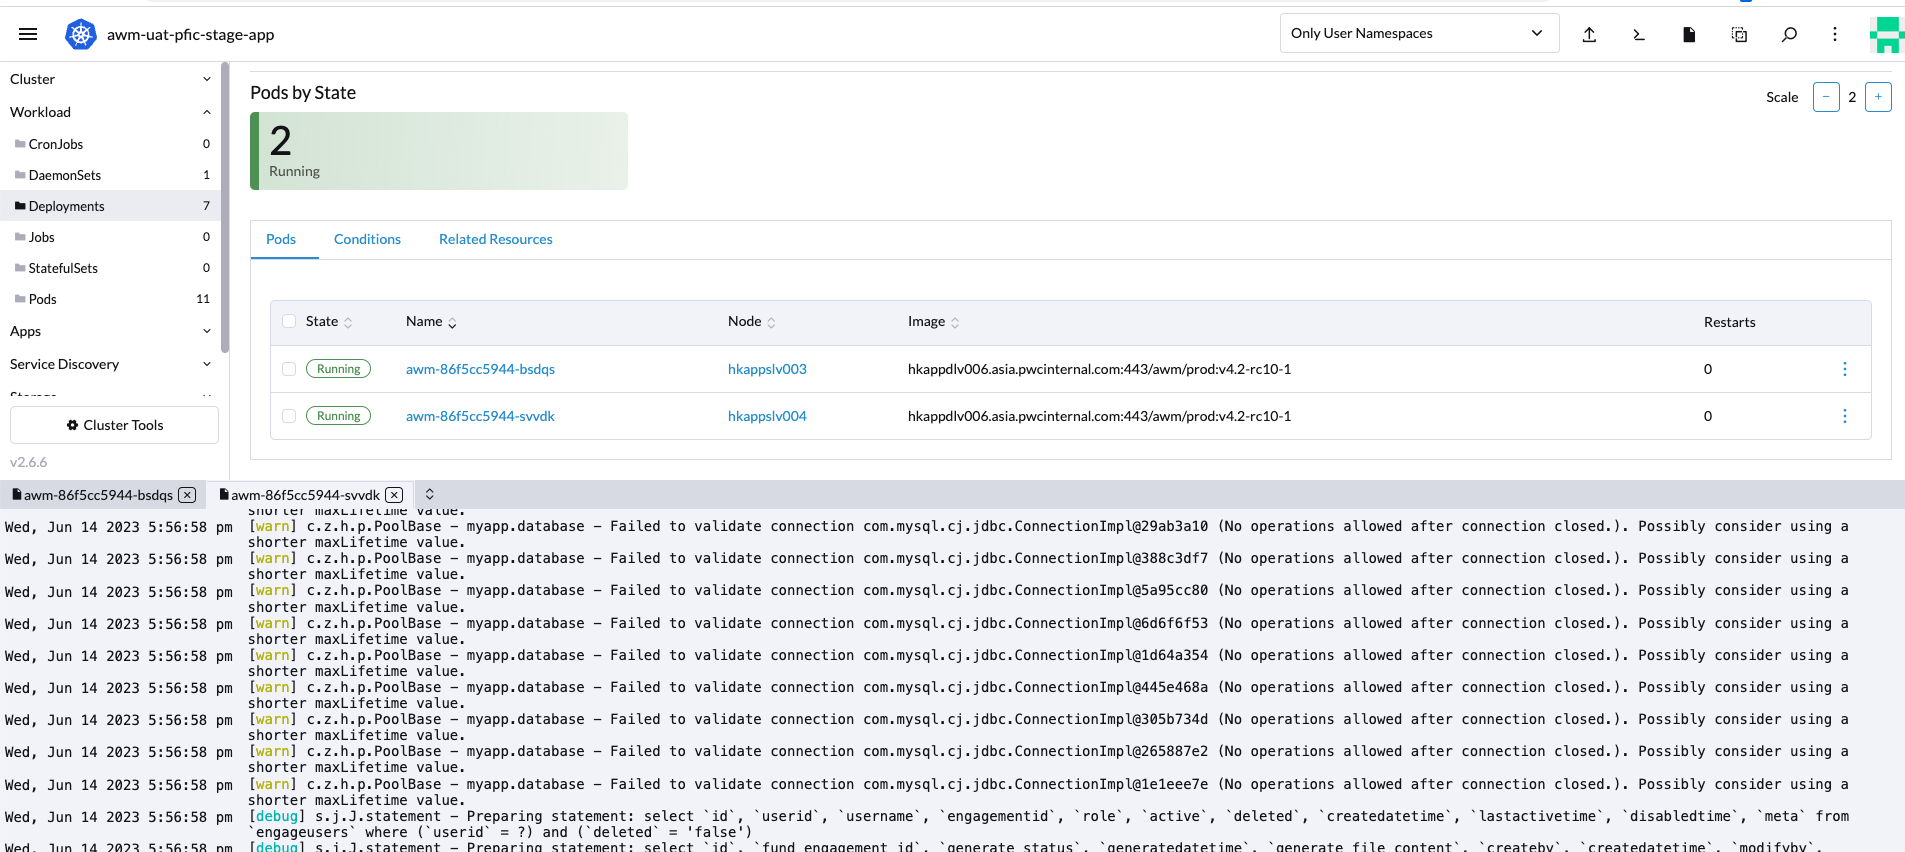 awm-uat-pfic-stage-app
Only User Namespaces
Cluster
Workload
CronJobs 0
DaemonSets 1
Deployments 7
Jobs 0
StatefulSets 0
Pods 11
Apps
Service Discovery
Storage
Cluster Tools
v2.6.6
Pods by State
Scale − 2 +
2
Running
Pods Conditions Related Resources
State Name Node Image Restarts
Running awm-86f5cc5944-bsdqs hkappslv003 hkappdlv006.asia.pwcinternal.com:443/awm/prod:v4.2-rc10-1 0
Running awm-86f5cc5944-svvdk hkappslv004 hkappdlv006.asia.pwcinternal.com:443/awm/prod:v4.2-rc10-1 0
awm-86f5cc5944-bsdqs awm-86f5cc5944-svvdk
shorter maxLifetime value.
Wed, Jun 14 2023 5:56:58 pm [warn] c.z.h.p.PoolBase – myapp.database – Failed to validate connection com.mysql.cj.jdbc.ConnectionImpl@29ab3a10 (No operations allowed after connection closed.). Possibly consider using a
shorter maxLifetime value.
Wed, Jun 14 2023 5:56:58 pm [warn] c.z.h.p.PoolBase – myapp.database – Failed to validate connection com.mysql.cj.jdbc.ConnectionImpl@388c3df7 (No operations allowed after connection closed.). Possibly consider using a
shorter maxLifetime value.
Wed, Jun 14 2023 5:56:58 pm [warn] c.z.h.p.PoolBase – myapp.database – Failed to validate connection com.mysql.cj.jdbc.ConnectionImpl@5a95cc80 (No operations allowed after connection closed.). Possibly consider using a
shorter maxLifetime value.
Wed, Jun 14 2023 5:56:58 pm [warn] c.z.h.p.PoolBase – myapp.database – Failed to validate connection com.mysql.cj.jdbc.ConnectionImpl@6d6f6f53 (No operations allowed after connection closed.). Possibly consider using a
shorter maxLifetime value.
Wed, Jun 14 2023 5:56:58 pm [warn] c.z.h.p.PoolBase – myapp.database – Failed to validate connection com.mysql.cj.jdbc.ConnectionImpl@1d64a354 (No operations allowed after connection closed.). Possibly consider using a
shorter maxLifetime value.
Wed, Jun 14 2023 5:56:58 pm [warn] c.z.h.p.PoolBase – myapp.database – Failed to validate connection com.mysql.cj.jdbc.ConnectionImpl@445e468a (No operations allowed after connection closed.). Possibly consider using a
shorter maxLifetime value.
Wed, Jun 14 2023 5:56:58 pm [warn] c.z.h.p.PoolBase – myapp.database – Failed to validate connection com.mysql.cj.jdbc.ConnectionImpl@305b734d (No operations allowed after connection closed.). Possibly consider using a
shorter maxLifetime value.
Wed, Jun 14 2023 5:56:58 pm [warn] c.z.h.p.PoolBase – myapp.database – Failed to validate connection com.mysql.cj.jdbc.ConnectionImpl@265887e2 (No operations allowed after connection closed.). Possibly consider using a
shorter maxLifetime value.
Wed, Jun 14 2023 5:56:58 pm [warn] c.z.h.p.PoolBase – myapp.database – Failed to validate connection com.mysql.cj.jdbc.ConnectionImpl@1e1eee7e (No operations allowed after connection closed.). Possibly consider using a
shorter maxLifetime value.
Wed, Jun 14 2023 5:56:58 pm [debug] s.j.J.statement – Preparing statement: select `id`, `userid`, `username`, `engagementid`, `role`, `active`, `deleted`, `createdatetime`, `lastactivetime`, `disabledtime`, `meta` from
`engageusers` where (`userid` = ?) and (`deleted` = 'false')
Wed, Jun 14 2023 5:56:58 pm [debug] s.j.J.statement – Preparing statement: select `id`, `fund_engagement_id`, `generate_status`, `generatedatetime`, `generate_file_content`, `createby`, `createdatetime`, `modifyby`,